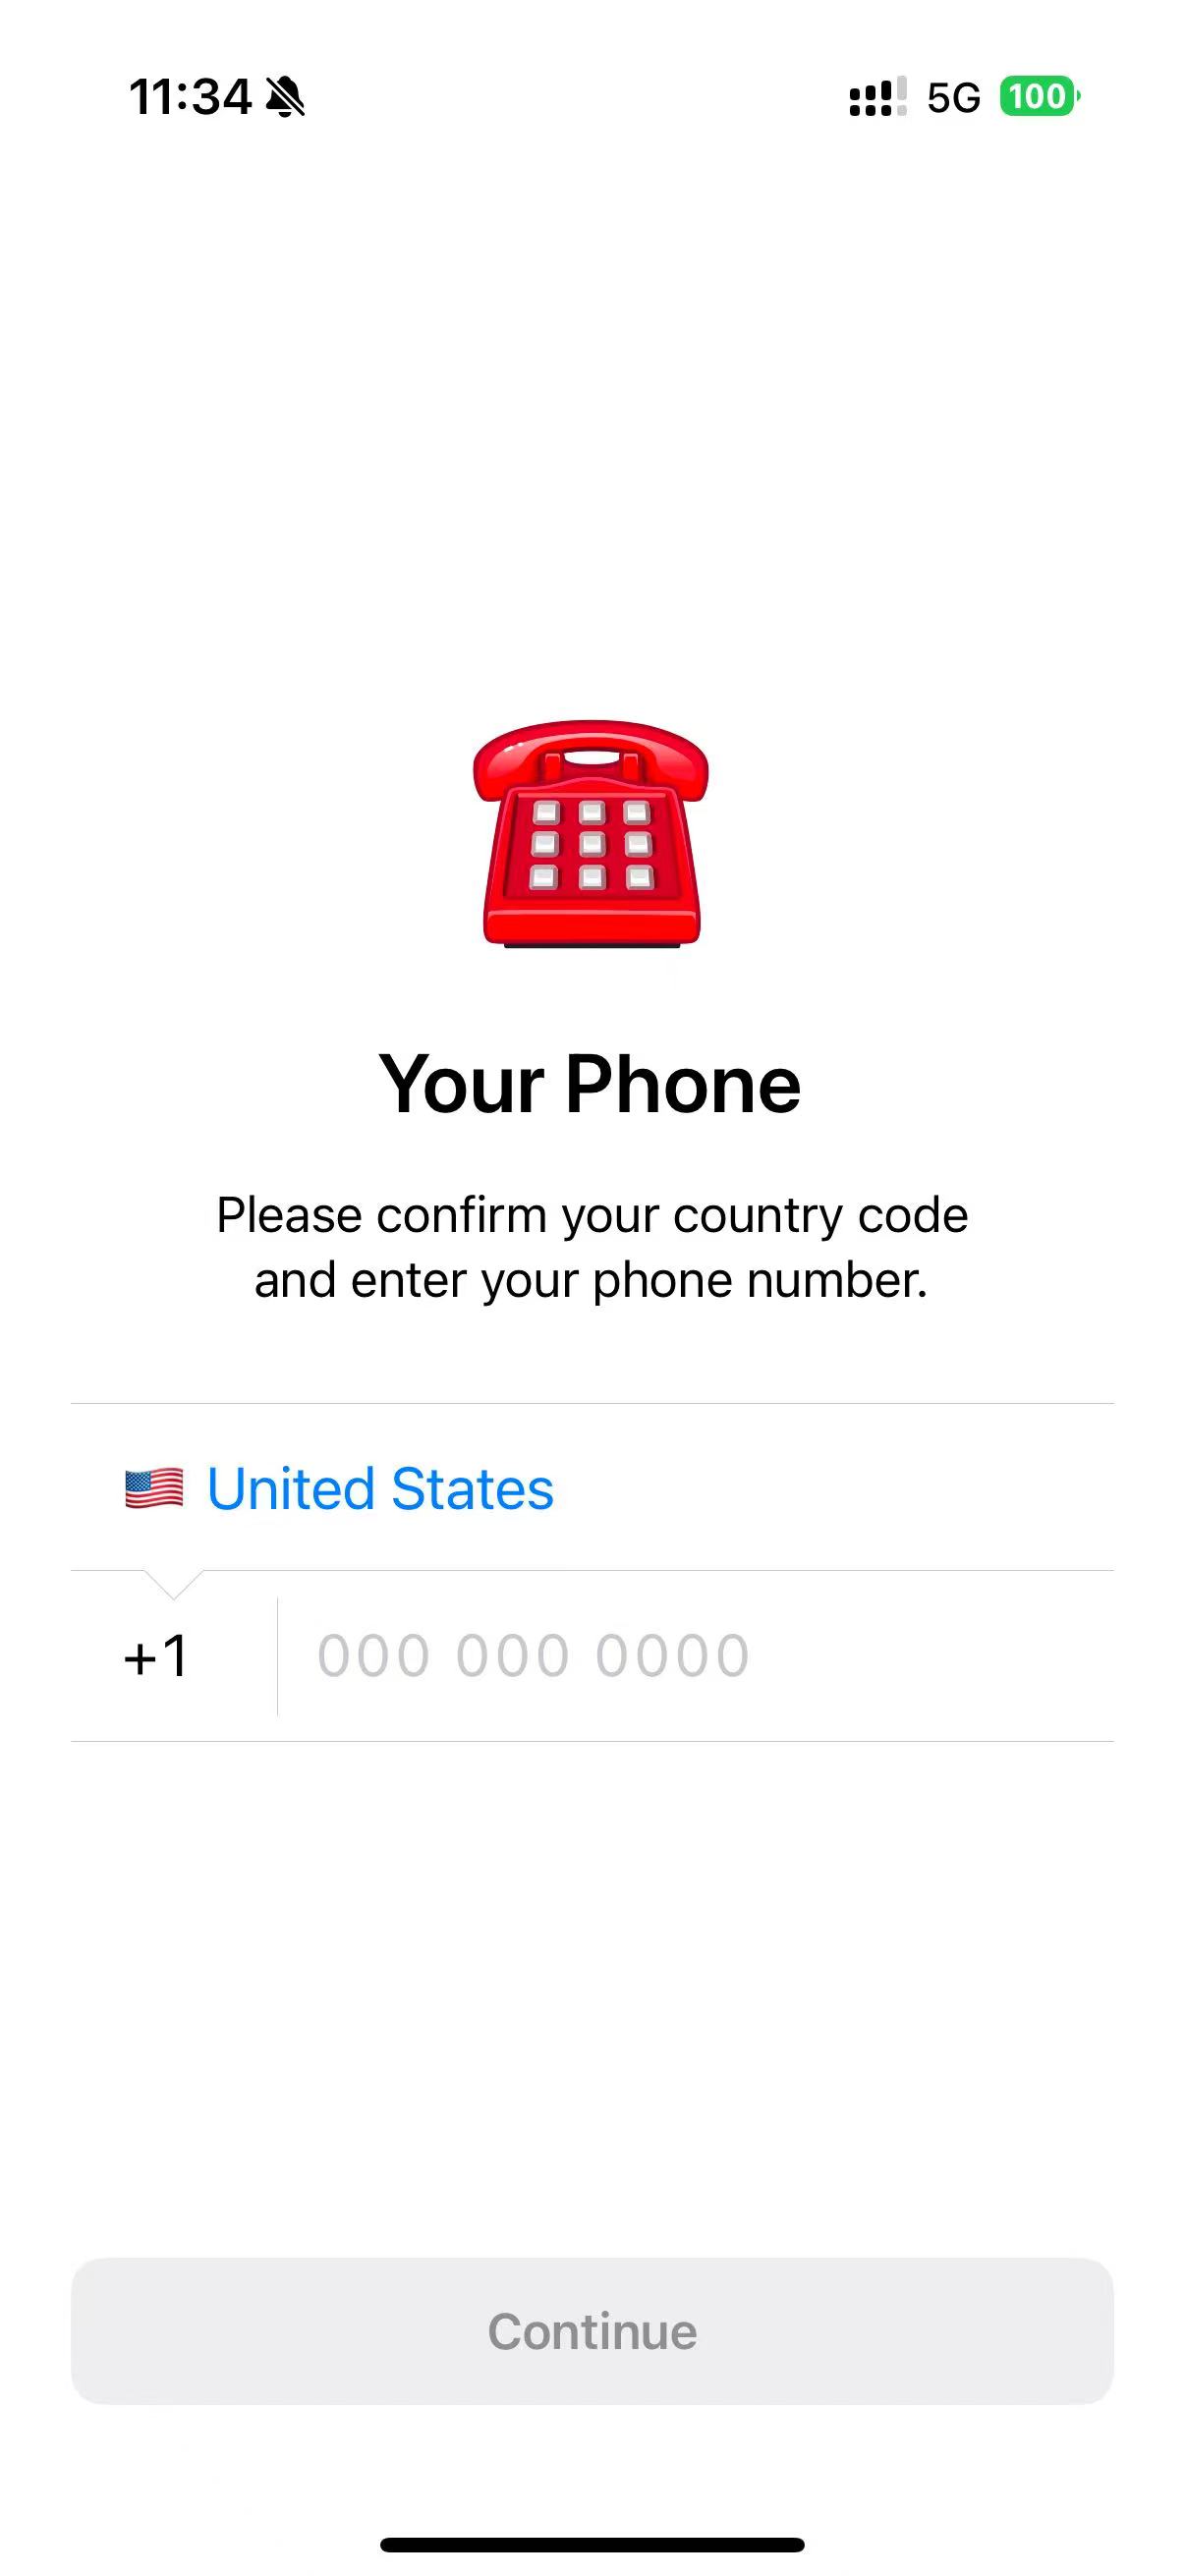 11:34
5G 100
Your Phone
Please confirm your country code
and enter your phone number.
United States
+1 000 000 0000
Continue